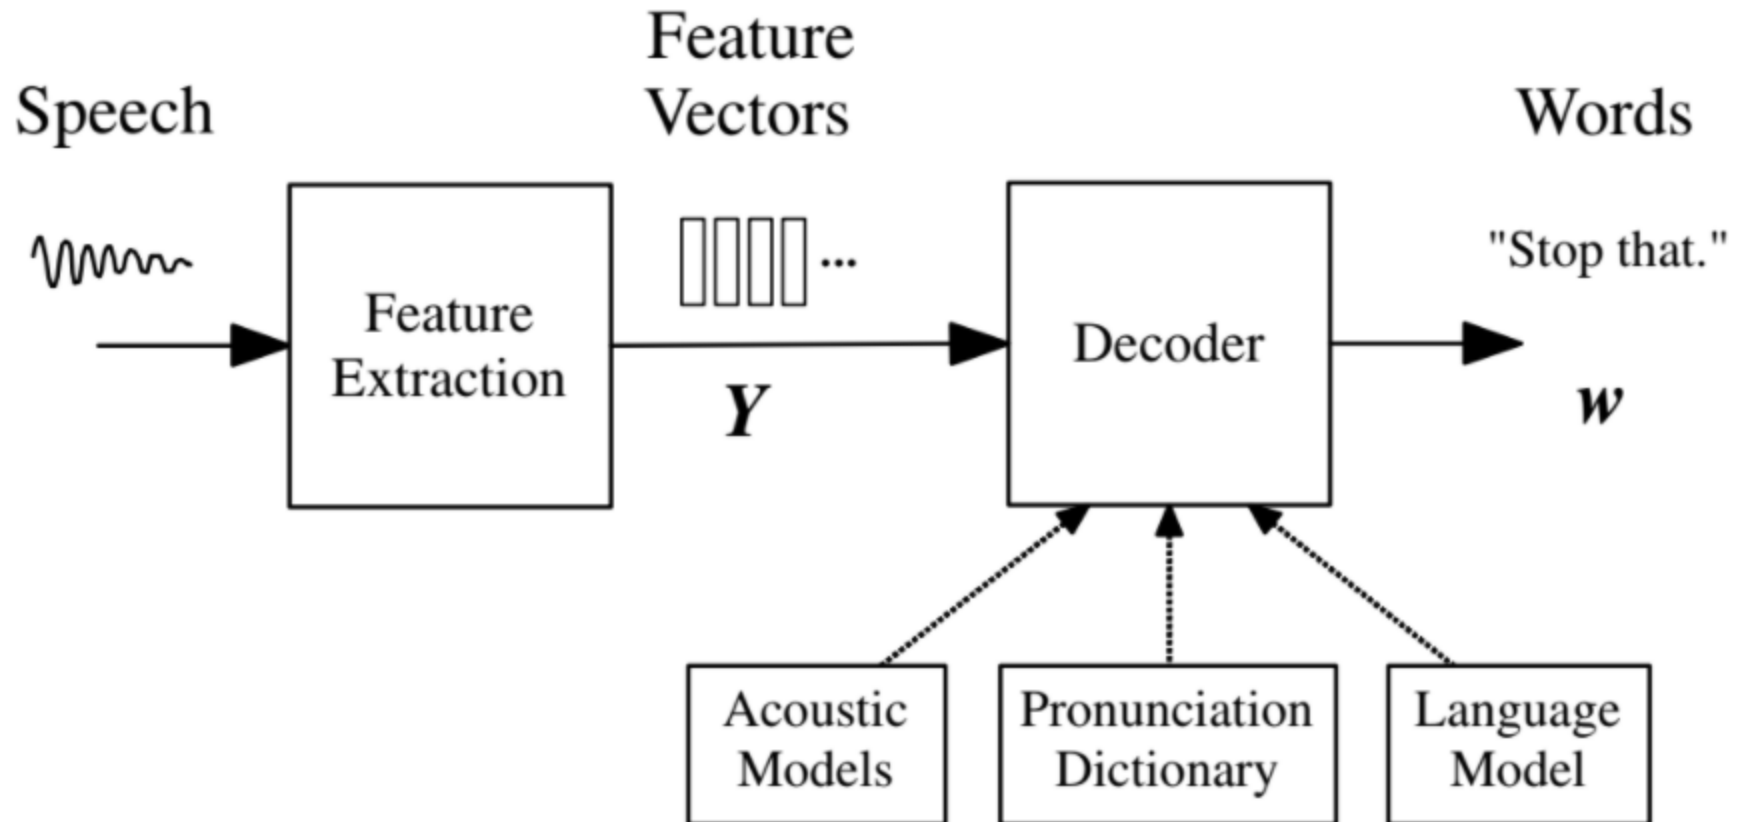 Speech
Feature
Vectors
Words
Feature
Extraction
...
Y
Decoder
"Stop that."
w
Acoustic
Models
Pronunciation
Dictionary
Language
Model